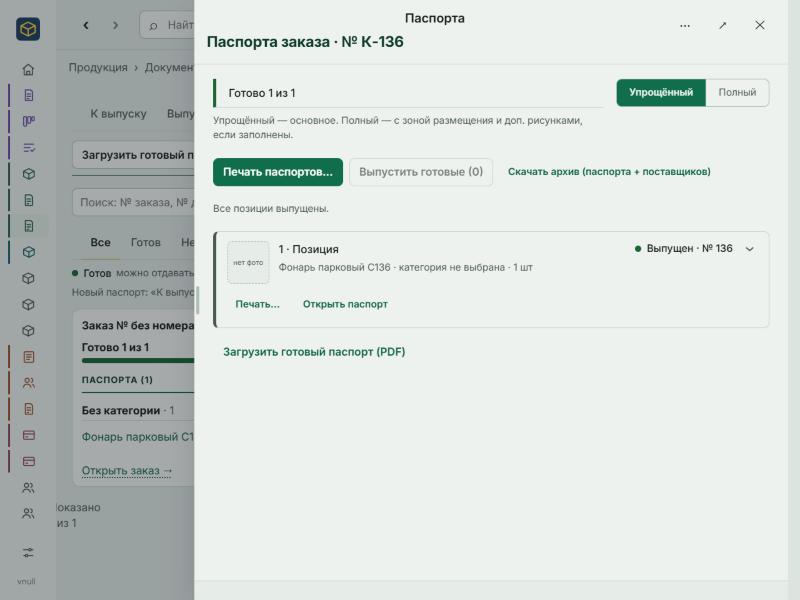 Паспорта
Паспорта заказа · № К-136
Готово 1 из 1
Упрощённый
Полный
Упрощённый — основное. Полный — с зоной размещения и доп. рисунками,
если заполнены.
Печать паспортов...
Выпустить готовые (0)
Скачать архив (паспорта + поставщиков)
Все позиции выпущены.
нет фото
1 · Позиция
Выпущен · № 136
Фонарь парковый С136 · категория не выбрана · 1 шт
Печать...
Открыть паспорт
Загрузить готовый паспорт (PDF)
Найт
Продукция › Докумен
К выпуску
Выпу
Загрузить готовый п
Поиск: № заказа, №
Все
Готов
Не
Готов можно отдавать
Новый паспорт: «К выпус
Заказ № без номера
Готово 1 из 1
ПАСПОРТА (1)
Без категории · 1
Фонарь парковый С1
Открыть заказ →
оказано
из 1
vnull